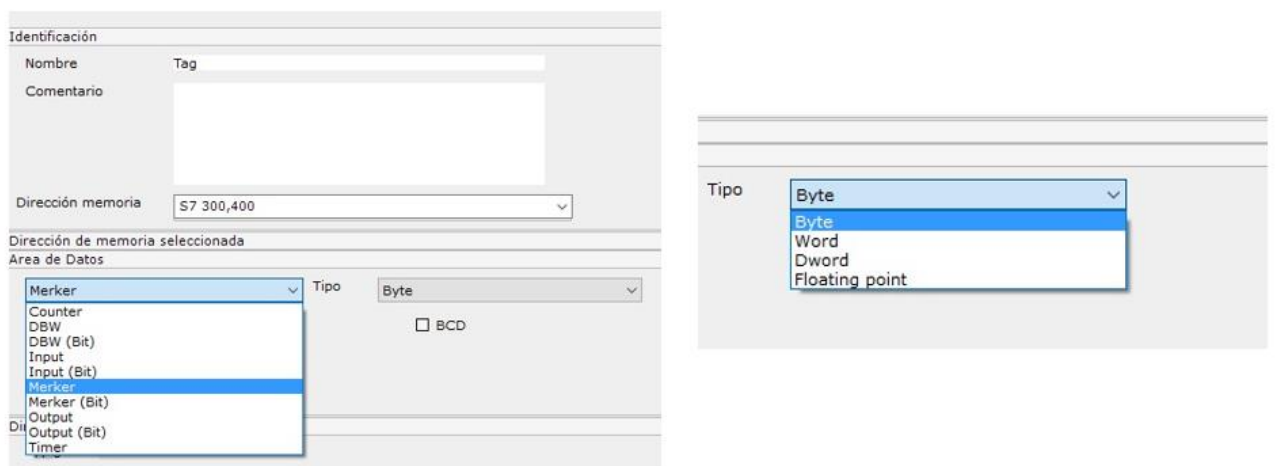 Identificación
Nombre Tag
Comentario
Dirección memoria S7 300,400
Dirección de memoria seleccionada
Area de Datos
Merker Tipo Byte
Counter
DBW
DBW (Bit)
Input
Input (Bit)
Merker
Merker (Bit)
Output
Output (Bit)
Timer
BCD
Tipo Byte
Byte
Word
Dword
Floating point